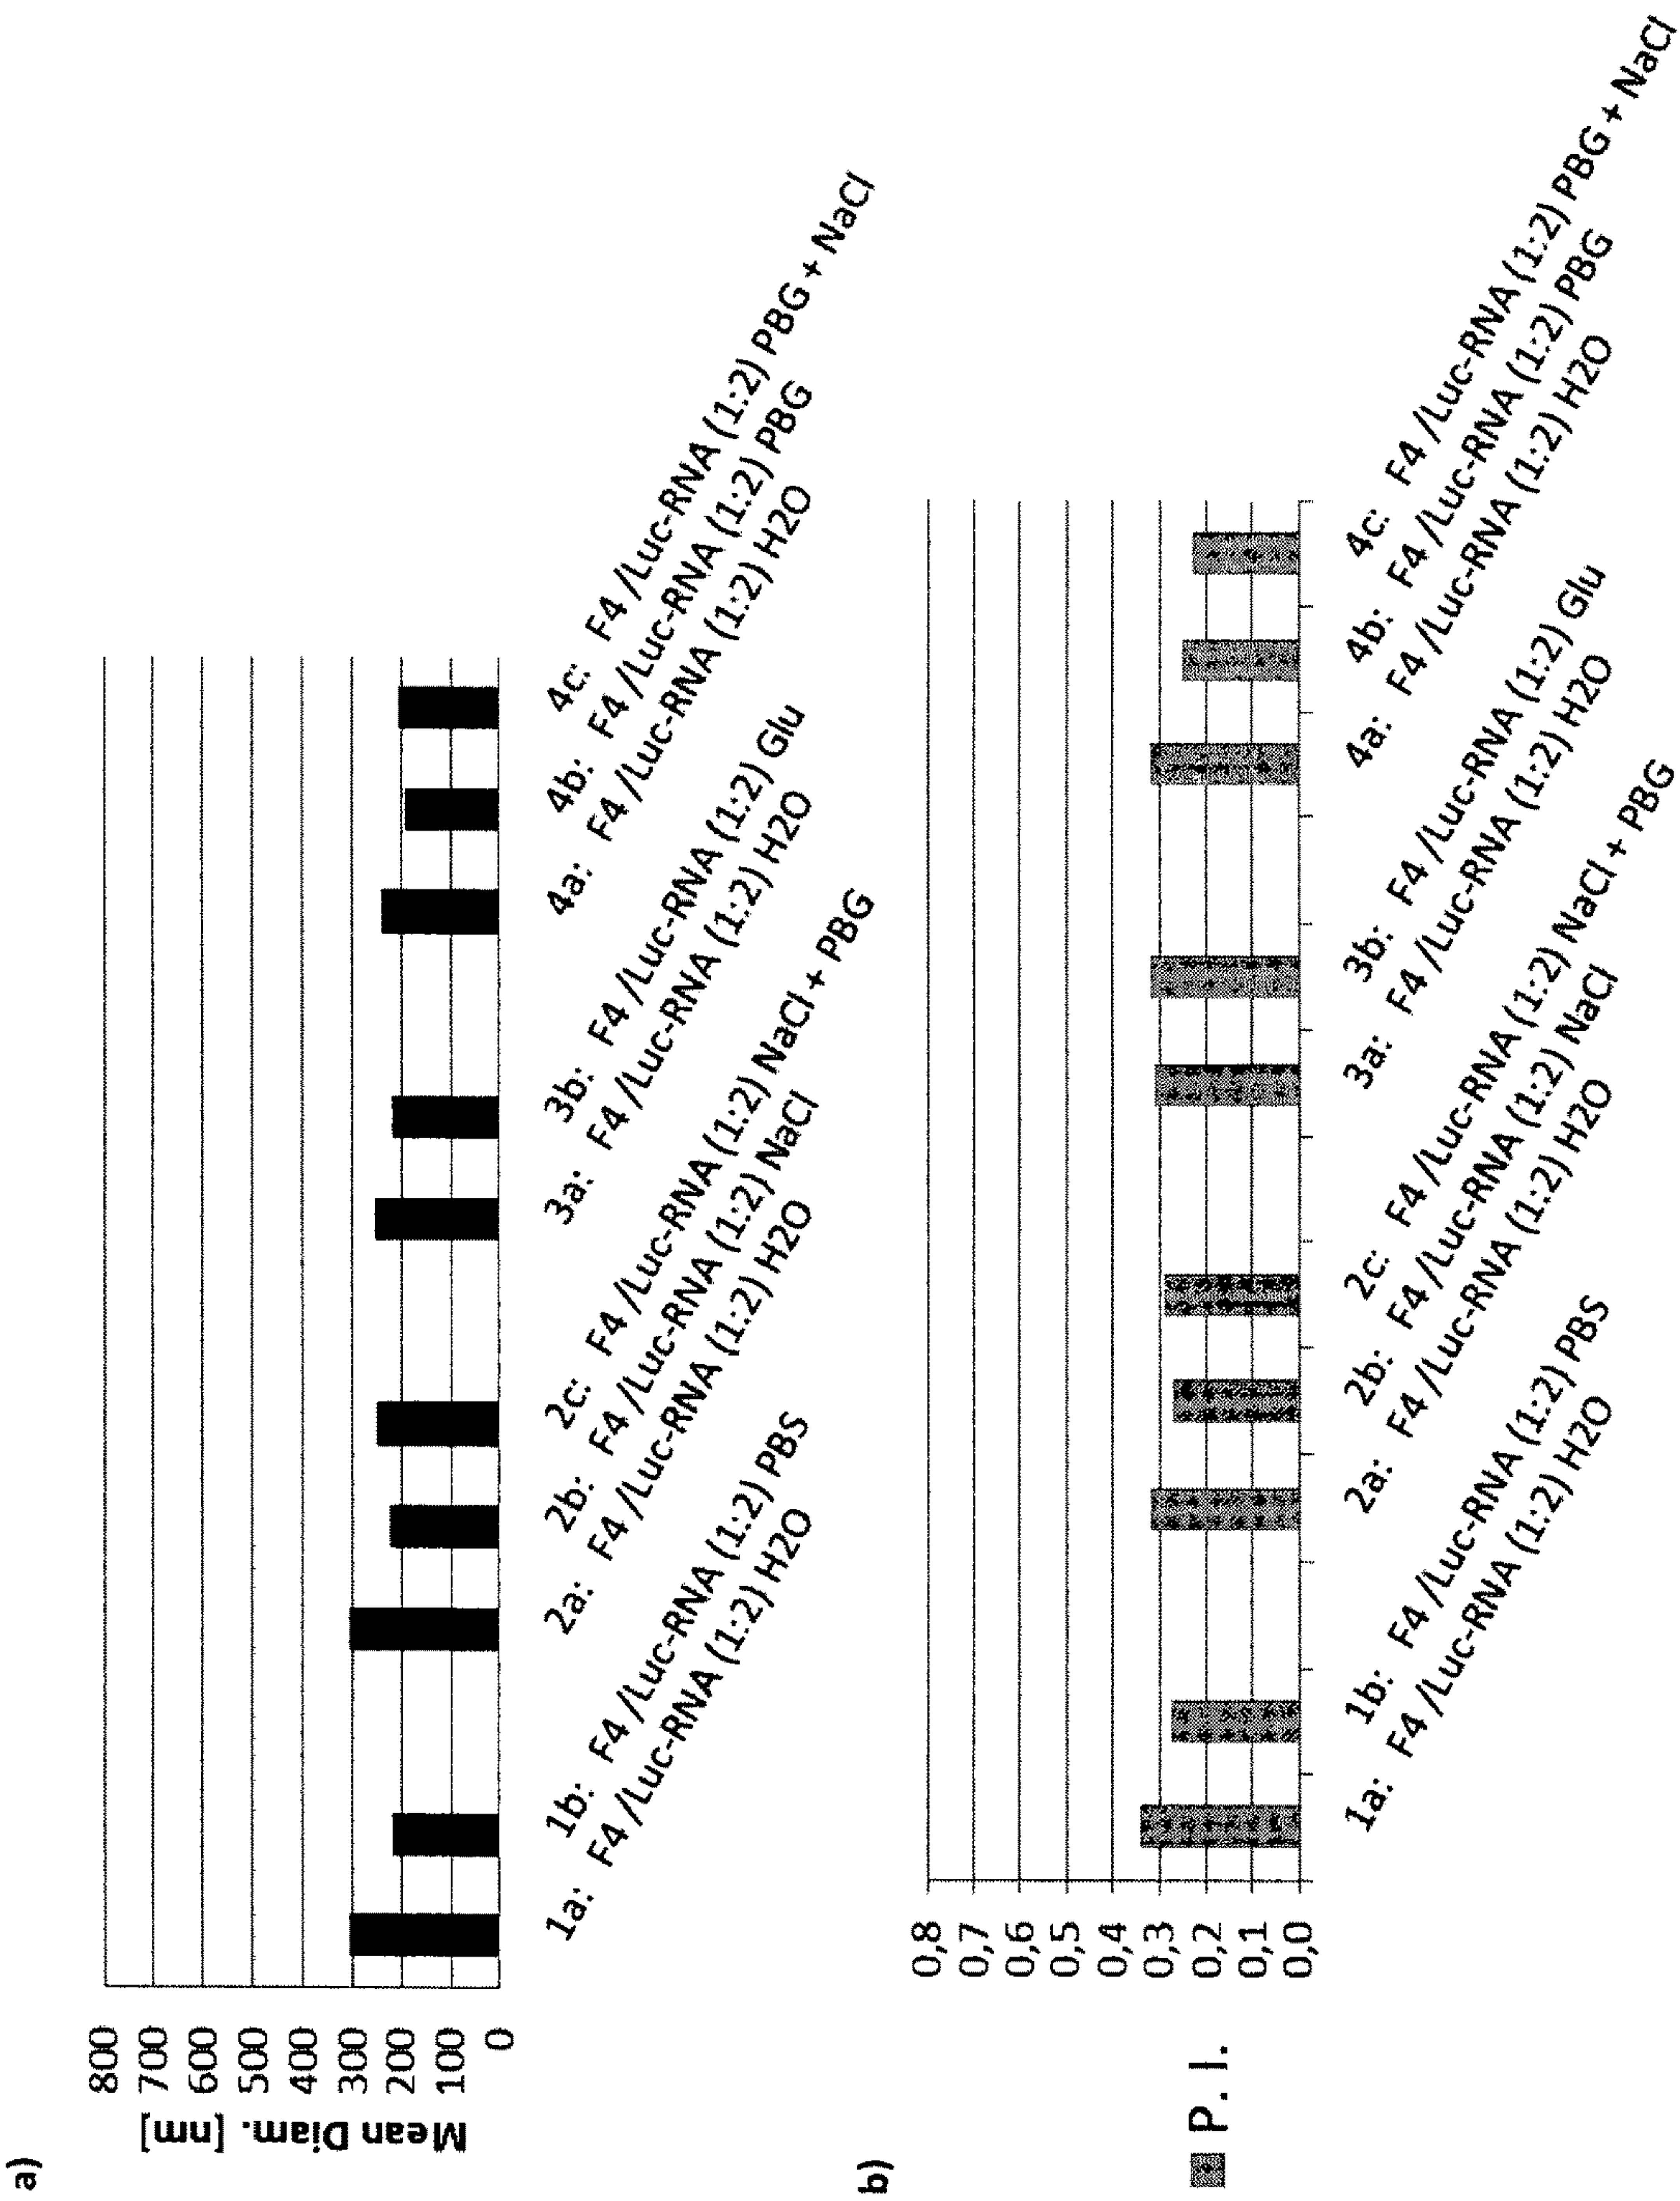 a)
Mean Diam. [nm]
800
700
600
500
400
300
200
100
0
1a: F4 /Luc-RNA (1:2) H2O
1b: F4 /Luc-RNA (1:2) PBS
2a: F4 /Luc-RNA (1:2) H2O
2b: F4 /Luc-RNA (1:2) NaCl
2c: F4 /Luc-RNA (1:2) NaCl + PBG
3a: F4 /Luc-RNA (1:2) H2O
3b: F4 /Luc-RNA (1:2) Glu
4a: F4 /Luc-RNA (1:2) H2O
4b: F4 /Luc-RNA (1:2) PBG
4c: F4 /Luc-RNA (1:2) PBG + NaCl
b)
P. I.
0,8
0,7
0,6
0,5
0,4
0,3
0,2
0,1
0,0
1a: F4 /Luc-RNA (1:2) H2O
1b: F4 /Luc-RNA (1:2) PBS
2a: F4 /Luc-RNA (1:2) H2O
2b: F4 /Luc-RNA (1:2) NaCl
2c: F4 /Luc-RNA (1:2) NaCl + PBG
3a: F4 /Luc-RNA (1:2) H2O
3b: F4 /Luc-RNA (1:2) Glu
4a: F4 /Luc-RNA (1:2) H2O
4b: F4 /Luc-RNA (1:2) PBG
4c: F4 /Luc-RNA (1:2) PBG + NaCl